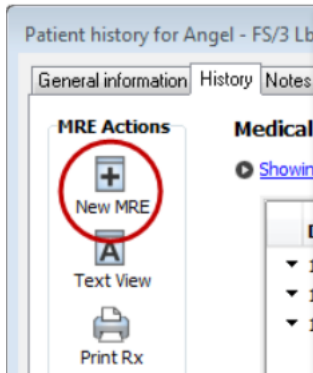 Patient history for Angel - FS/3 Lb
General information History Notes
MRE Actions
Medical
Showin
New MRE
Text View
Print Rx